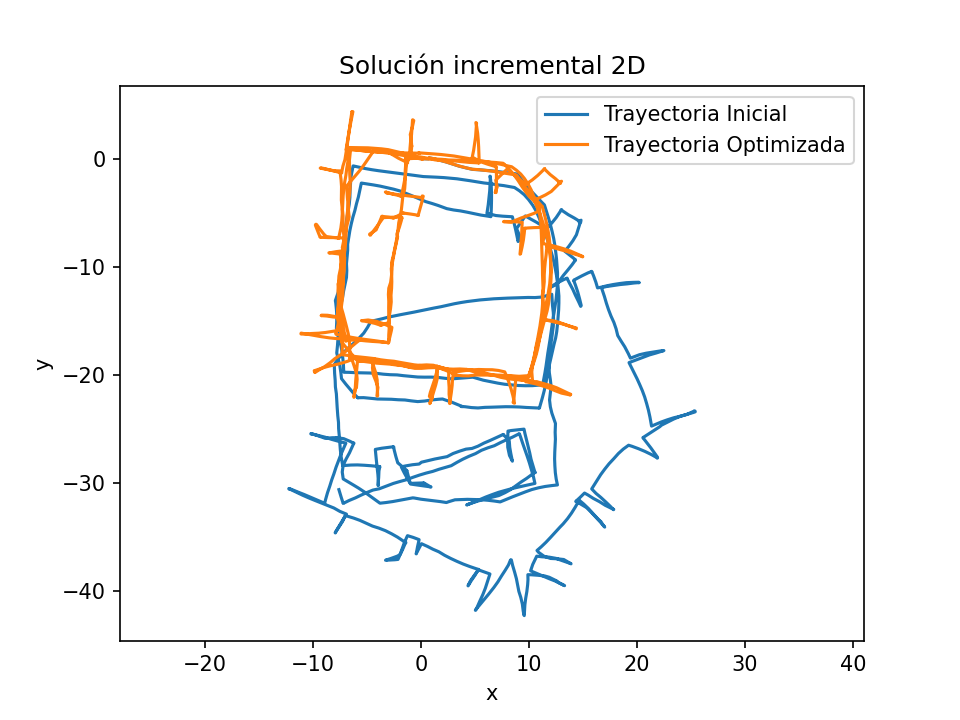 Solución incremental 2D
Trayectoria Inicial
Trayectoria Optimizada
0
−10
−20
−30
−40
y
−20
−10
0
10
20
30
40
x